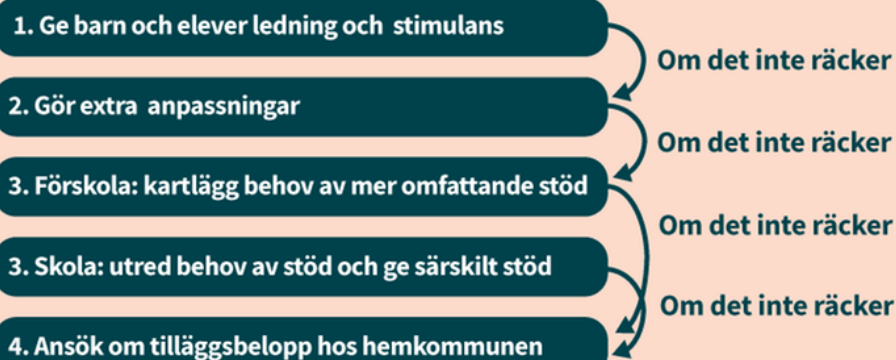 1. Ge barn och elever ledning och stimulans
Om det inte räcker
2. Gör extra anpassningar
Om det inte räcker
3. Förskola: kartlägg behov av mer omfattande stöd
Om det inte räcker
3. Skola: utred behov av stöd och ge särskilt stöd
Om det inte räcker
4. Ansök om tilläggsbelopp hos hemkommunen